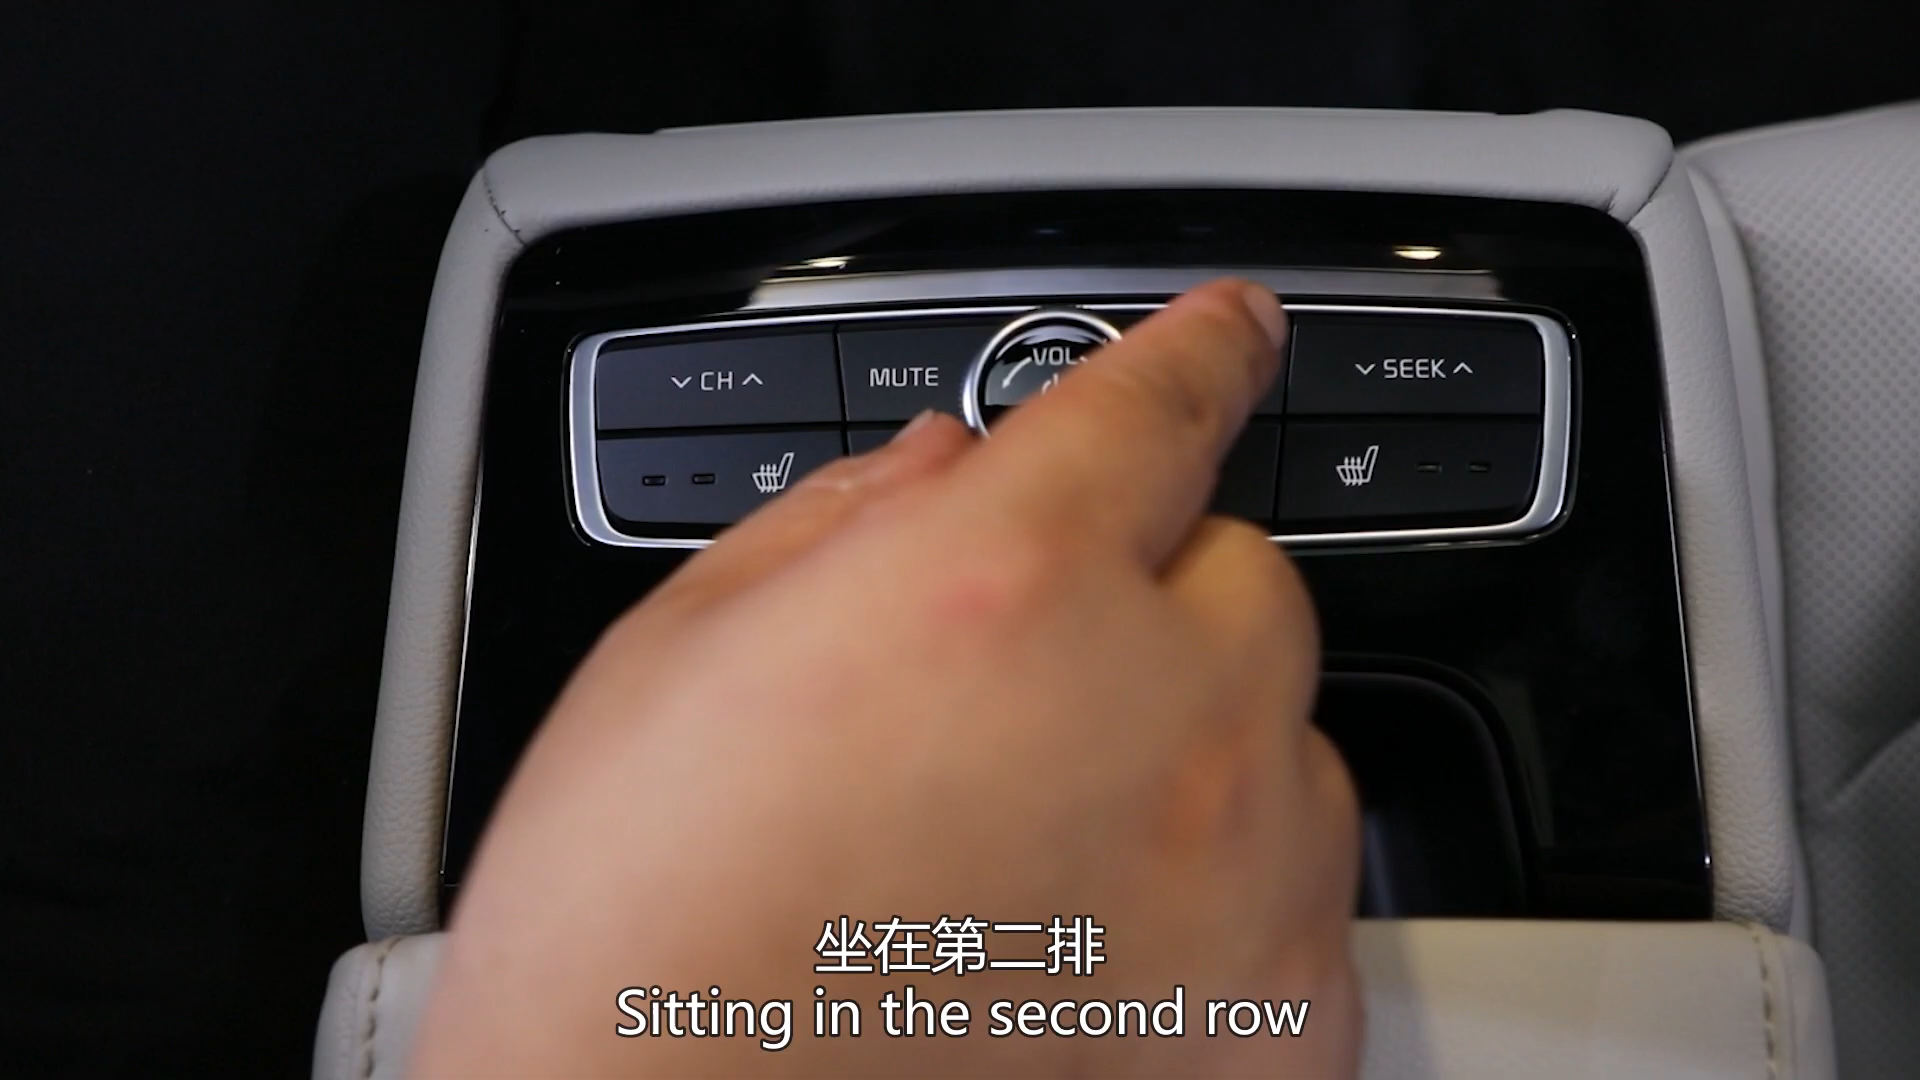 CH
MUTE
VOL
SEEK
坐在第二排
Sitting in the second row